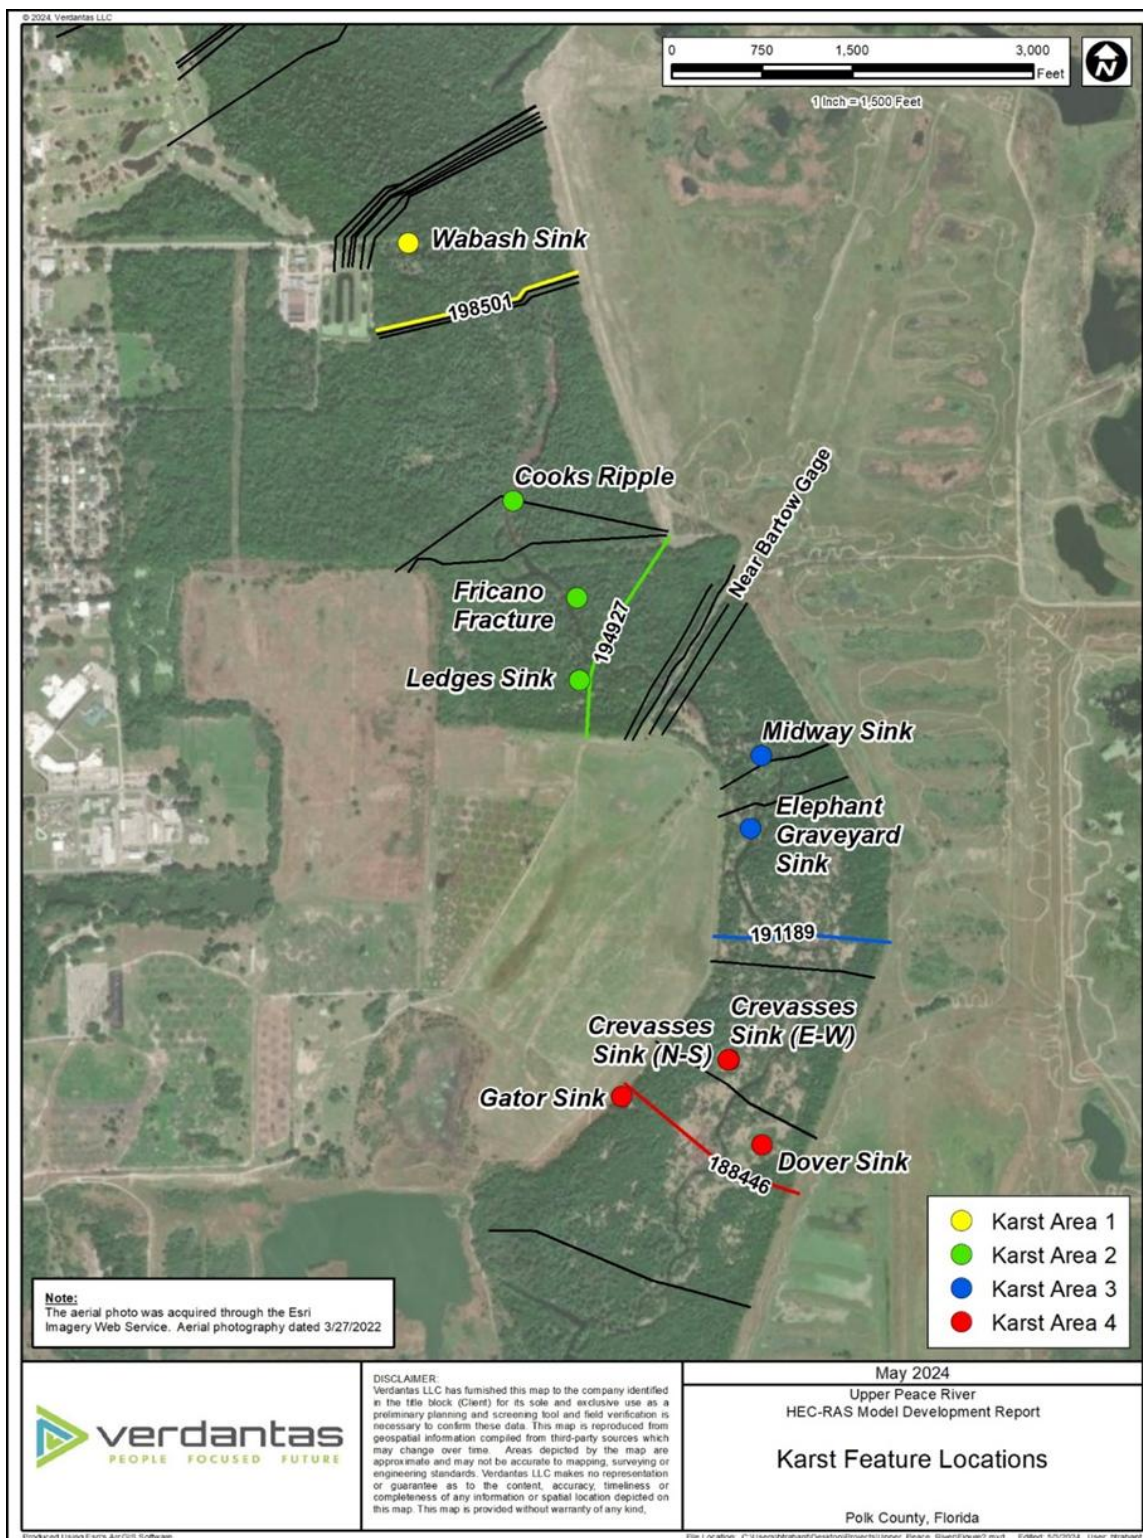 © 2024, Verdantas LLC
0 750 1,500 3,000
Feet
N
1 Inch = 1,500 Feet
Wabash Sink
198501
Cooks Ripple
Near Bartow Gage
Fricano
Fracture
194927
Ledges Sink
Midway Sink
Elephant
Graveyard
Sink
191189
Crevasses
Sink (E-W)
Crevasses
Sink (N-S)
Gator Sink
Dover Sink
188446
Karst Area 1
Karst Area 2
Karst Area 3
Karst Area 4
Note:
The aerial photo was acquired through the Esri
Imagery Web Service. Aerial photography dated 3/27/2022
verdantas
PEOPLE FOCUSED FUTURE
DISCLAIMER:
Verdantas LLC has furnished this map to the company identified
in the title block (Client) for its sole and exclusive use as a
preliminary planning and screening tool and field verification is
necessary to confirm these data. This map is reproduced from
geospatial information compiled from third-party sources which
may change over time. Areas depicted by the map are
approximate and may not be accurate to mapping, surveying or
engineering standards. Verdantas LLC makes no representation
or guarantee as to the content, accuracy, timeliness or
completeness of any information or spatial location depicted on
this map. This map is provided without warranty of any kind,
May 2024
Upper Peace River
HEC-RAS Model Development Report
Karst Feature Locations
Polk County, Florida